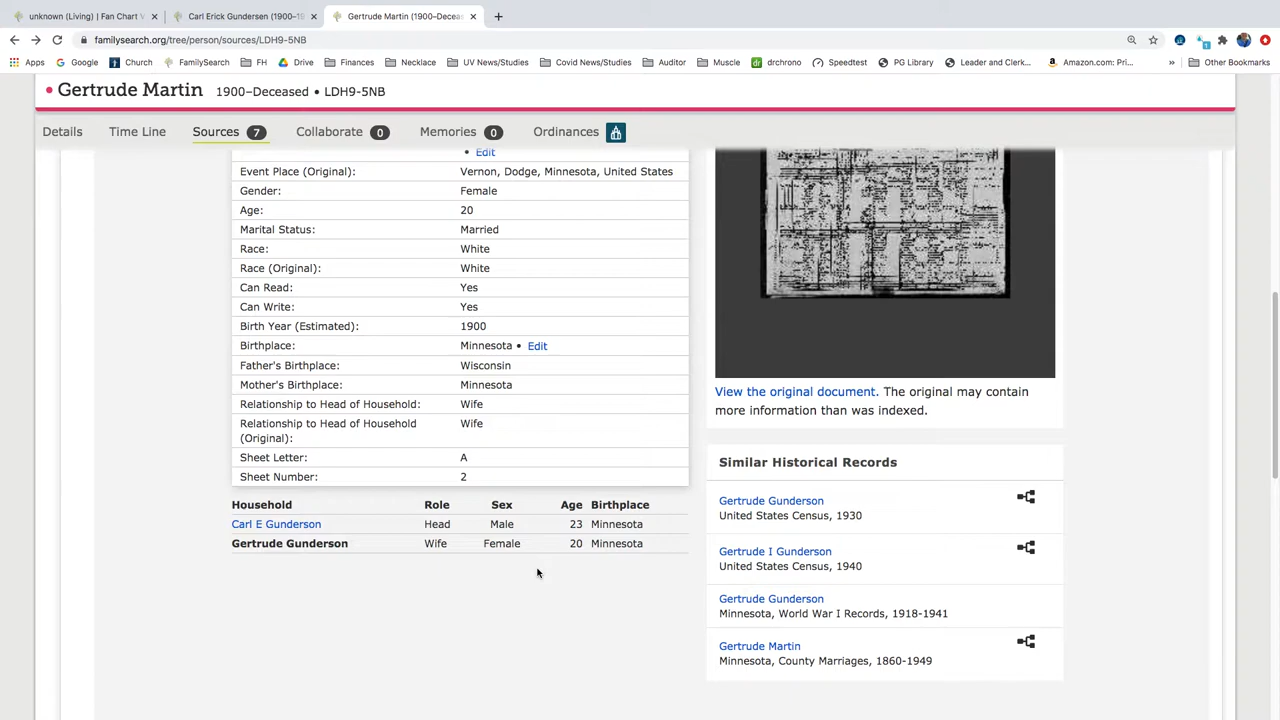 unknown (Living) | Fan Chart V
Carl Erick Gundersen (1900–19
Gertrude Martin (1900–Deceas
familysearch.org/tree/person/sources/LDH9-5NB
Apps Google Church FamilySearch FH Drive Finances Necklace UV News/Studies Covid News/Studies Auditor Muscle dr drchrono Speedtest PG Library Leader and Clerk... Amazon.com: Pri... » Other Bookmarks
Gertrude Martin 1900–Deceased • LDH9-5NB
Details Time Line Sources 7 Collaborate 0 Memories 0 Ordinances
• Edit
Event Place (Original): Vernon, Dodge, Minnesota, United States
Gender: Female
Age: 20
Marital Status: Married
Race: White
Race (Original): White
Can Read: Yes
Can Write: Yes
Birth Year (Estimated): 1900
Birthplace: Minnesota • Edit
Father's Birthplace: Wisconsin
Mother's Birthplace: Minnesota
Relationship to Head of Household: Wife
Relationship to Head of Household Wife
(Original):
Sheet Letter: A
Sheet Number: 2
Household Role Sex Age Birthplace
Carl E Gunderson Head Male 23 Minnesota
Gertrude Gunderson Wife Female 20 Minnesota
View the original document. The original may contain
more information than was indexed.
Similar Historical Records
Gertrude Gunderson
United States Census, 1930
Gertrude I Gunderson
United States Census, 1940
Gertrude Gunderson
Minnesota, World War I Records, 1918-1941
Gertrude Martin
Minnesota, County Marriages, 1860-1949